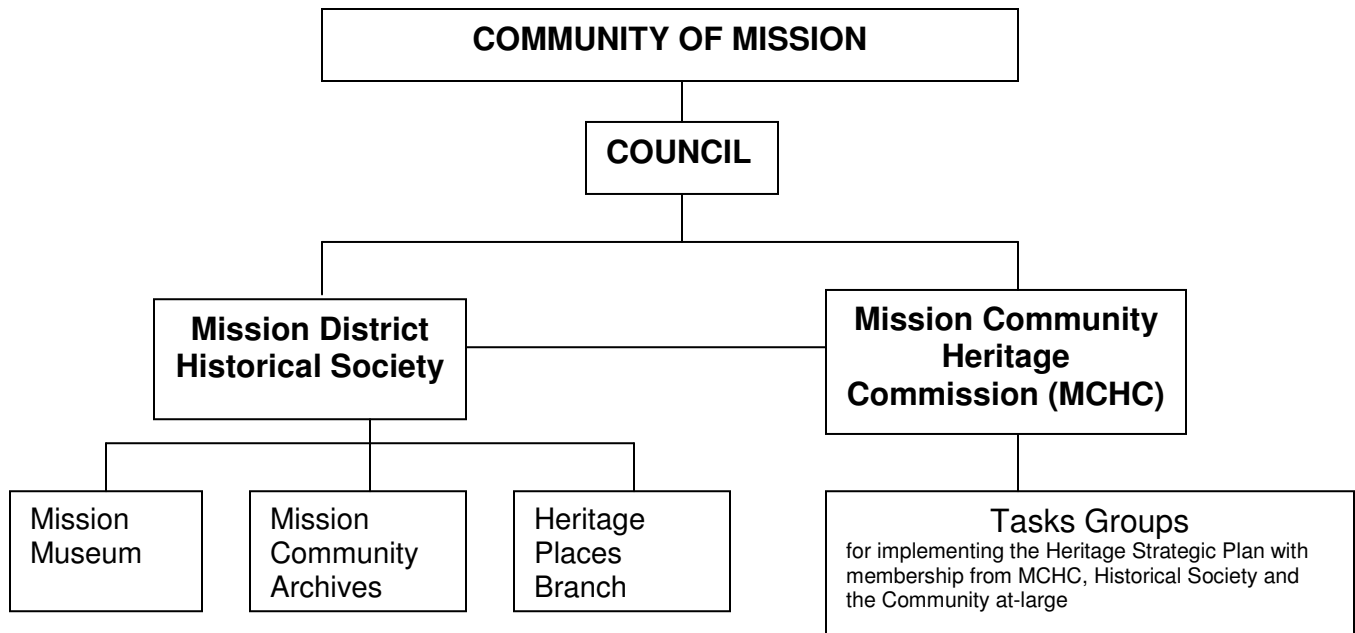 COMMUNITY OF MISSION
COUNCIL
Mission District
Historical Society
Mission Community
Heritage
Commission (MCHC)
Mission
Museum
Mission
Community
Archives
Heritage
Places
Branch
Tasks Groups
for implementing the Heritage Strategic Plan with
membership from MCHC, Historical Society and
the Community at-large